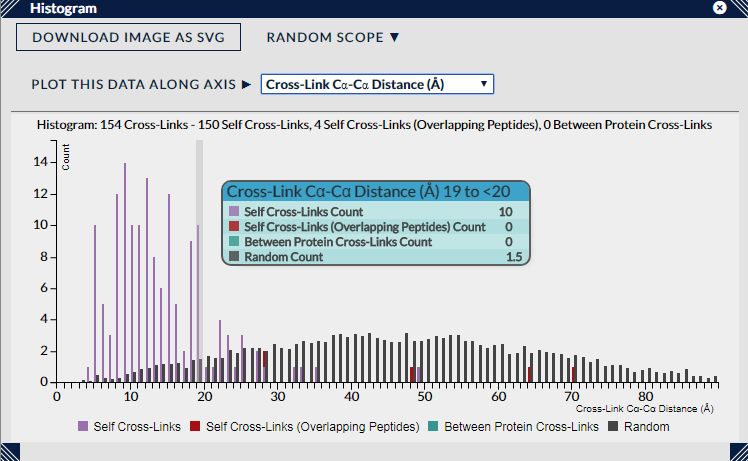 Histogram
DOWNLOAD IMAGE AS SVG RANDOM SCOPE ▼
PLOT THIS DATA ALONG AXIS ► Cross-Link Cα-Cα Distance (Å) ▼
Histogram: 154 Cross-Links - 150 Self Cross-Links, 4 Self Cross-Links (Overlapping Peptides), 0 Between Protein Cross-Links
Count
14
12
10
8
6
4
2
0
Cross-Link Cα-Cα Distance (Å) 19 to <20
Self Cross-Links Count 10
Self Cross-Links (Overlapping Peptides) Count 0
Between Protein Cross-Links Count 0
Random Count 1.5
0 10 20 30 40 50 60 70 80
Cross-Link Cα-Cα Distance (Å)
Self Cross-Links Self Cross-Links (Overlapping Peptides) Between Protein Cross-Links Random